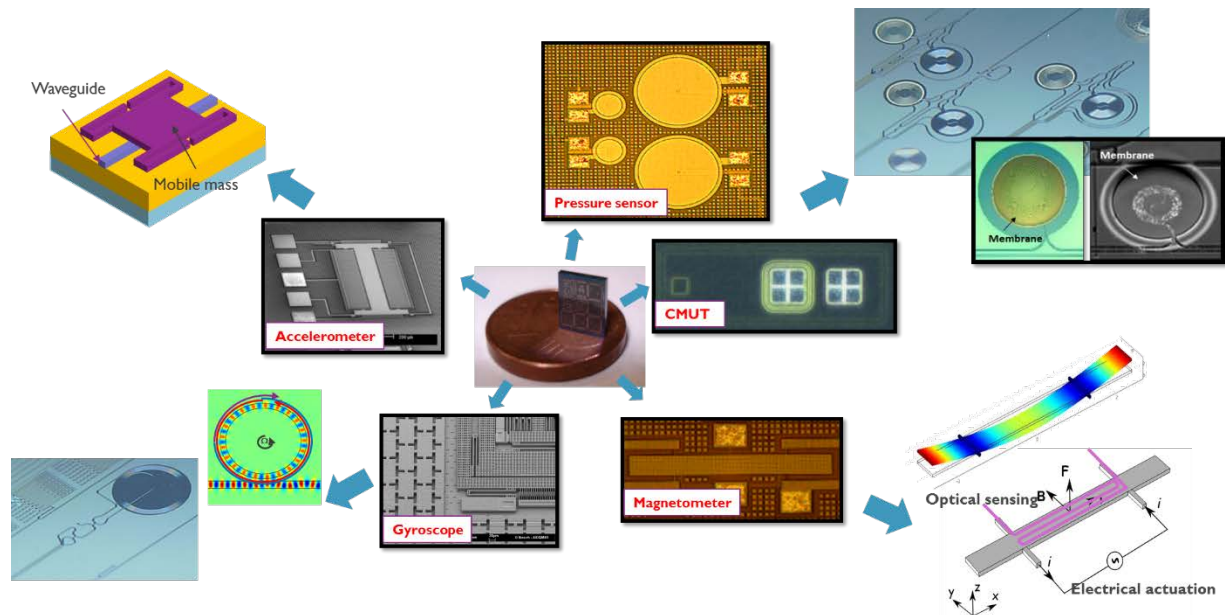 Waveguide
Mobile mass
Pressure sensor
Membrane
Membrane
Accelerometer
CMUT
Gyroscope
Magnetometer
Ω
Optical sensing
B
F
i
i
S
Electrical actuation
y
z
x